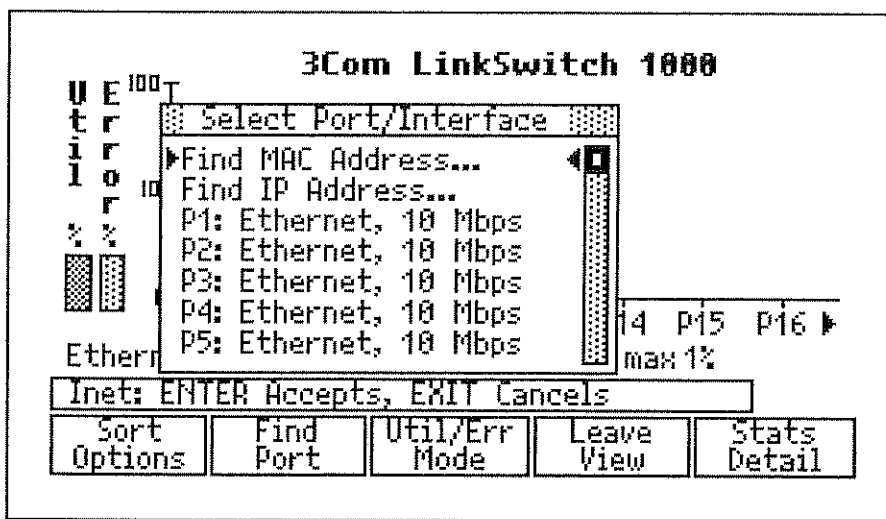 3Com LinkSwitch 1000
Util %
Error %
100
10
Select Port/Interface
Find MAC Address...
Find IP Address...
P1: Ethernet, 10 Mbps
P2: Ethernet, 10 Mbps
P3: Ethernet, 10 Mbps
P4: Ethernet, 10 Mbps
P5: Ethernet, 10 Mbps
14 P15 P16
Ethern max 1%
Inet: ENTER Accepts, EXIT Cancels
Sort Options
Find Port
Util/Err Mode
Leave View
Stats Detail